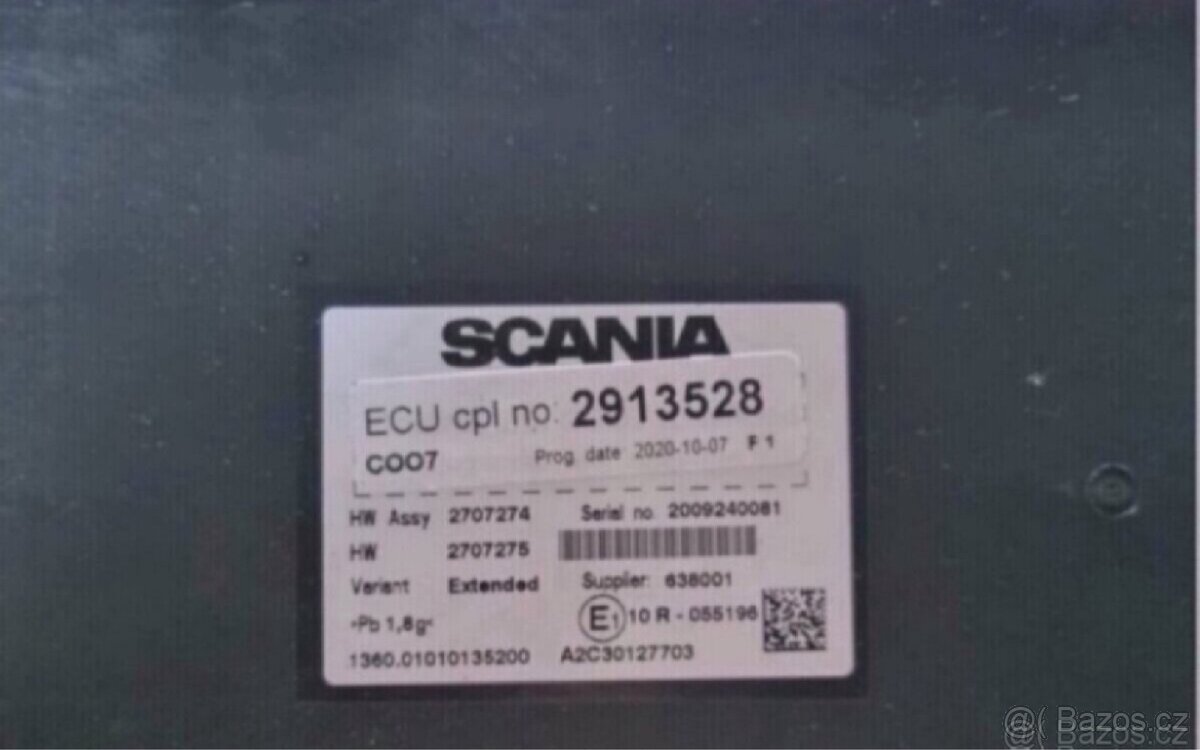 SCANIA
ECU cpl no: 2913528
COO7 Prog. date 2020-10-07 F 1
HW Assy 2707274 Serial no. 2009240081
HW 2707275
Variant Extended Supplier: 638001
-Pb 1,8g- E1 10 R - 055196
1360.01010135200 A2C30127703
@( Bazos.cz